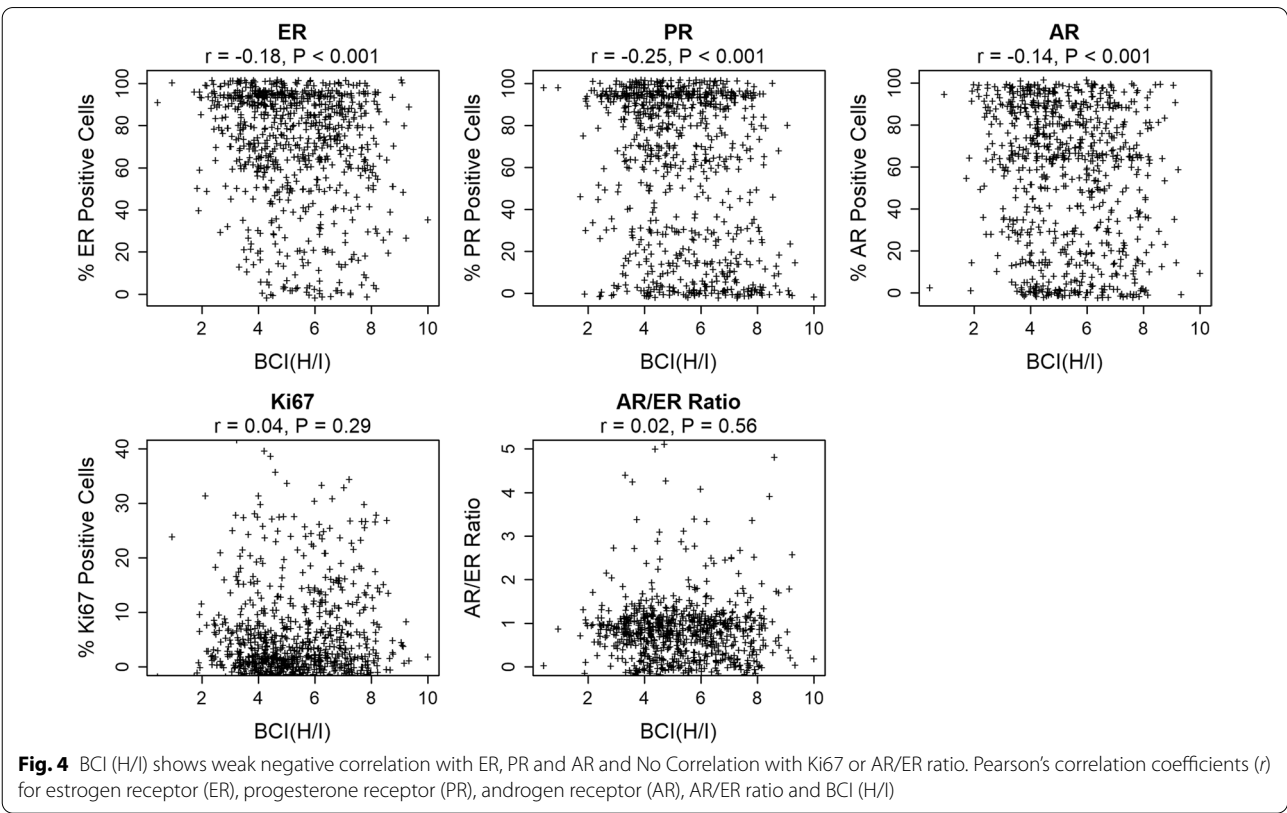 ER
r = -0.18, P < 0.001
% ER Positive Cells
0 20 40 60 80 100
2 4 6 8 10
BCI(H/I)
PR
r = -0.25, P < 0.001
% PR Positive Cells
0 20 40 60 80 100
2 4 6 8 10
BCI(H/I)
AR
r = -0.14, P < 0.001
% AR Positive Cells
0 20 40 60 80 100
2 4 6 8 10
BCI(H/I)
Ki67
r = 0.04, P = 0.29
% Ki67 Positive Cells
0 10 20 30 40
2 4 6 8 10
BCI(H/I)
AR/ER Ratio
r = 0.02, P = 0.56
AR/ER Ratio
0 1 2 3 4 5
2 4 6 8 10
BCI(H/I)
Fig. 4 BCI (H/I) shows weak negative correlation with ER, PR and AR and No Correlation with Ki67 or AR/ER ratio. Pearson's correlation coefficients (r)
for estrogen receptor (ER), progesterone receptor (PR), androgen receptor (AR), AR/ER ratio and BCI (H/I)